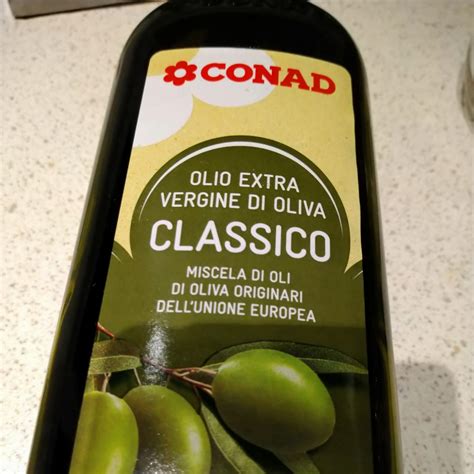 CONAD
OLIO EXTRA
VERGINE DI OLIVA
CLASSICO
MISCELA DI OLI
DI OLIVA ORIGINARI
DELL'UNIONE EUROPEA